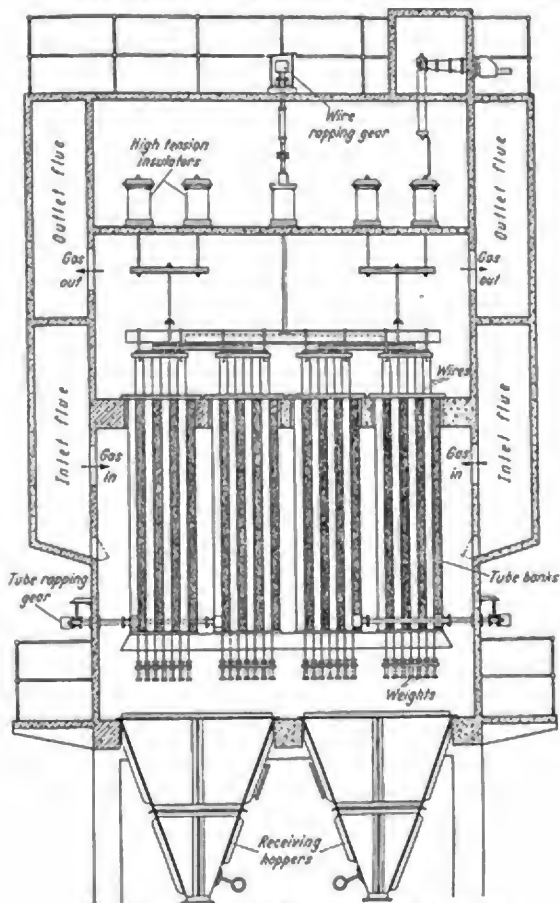 Wire
rapping gear
High tension
insulators
Outlet flue
Outlet flue
Gas
out
Gas
out
Wires
Inlet flue
Inlet flue
Gas
in
Gas
in
Tube rapping
gear
Tube banks
Weights
Receiving
hoppers